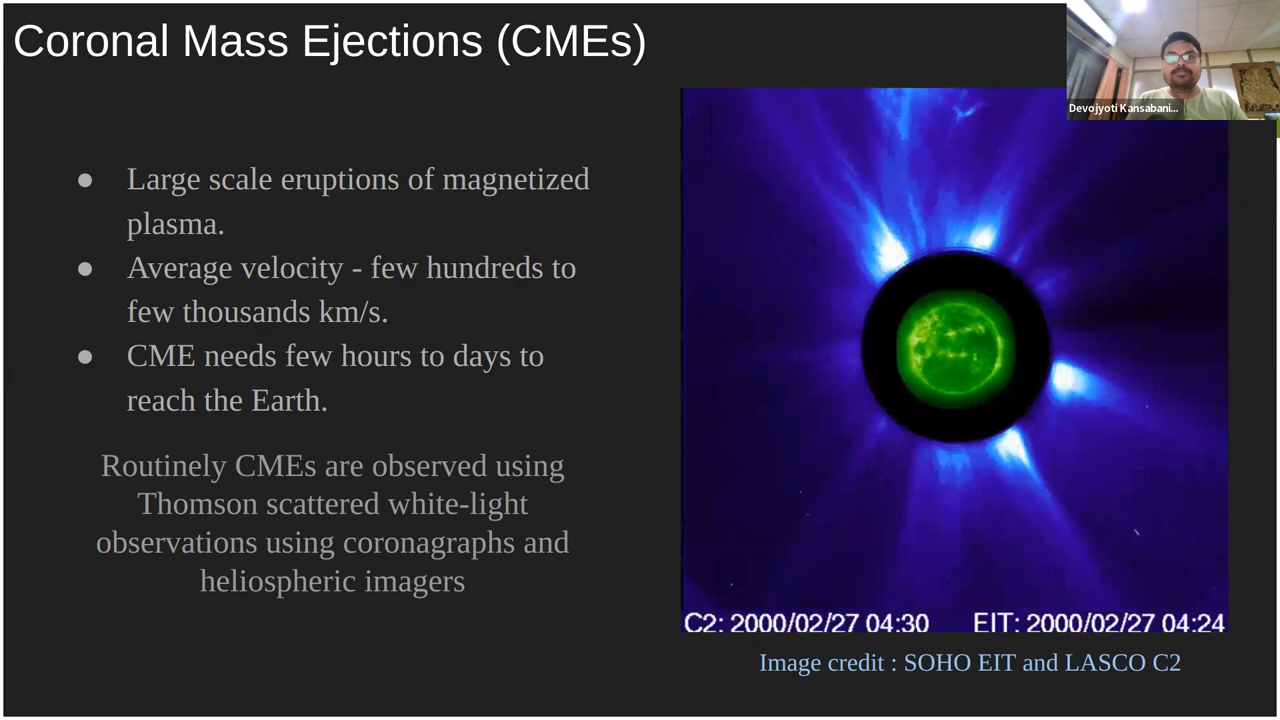 Coronal Mass Ejections (CMEs)
Devojyoti Kansabani...
● Large scale eruptions of magnetized
plasma.
● Average velocity - few hundreds to
few thousands km/s.
● CME needs few hours to days to
reach the Earth.
Routinely CMEs are observed using
Thomson scattered white-light
observations using coronagraphs and
heliospheric imagers
C2: 2000/02/27 04:30 EIT: 2000/02/27 04:24
Image credit : SOHO EIT and LASCO C2